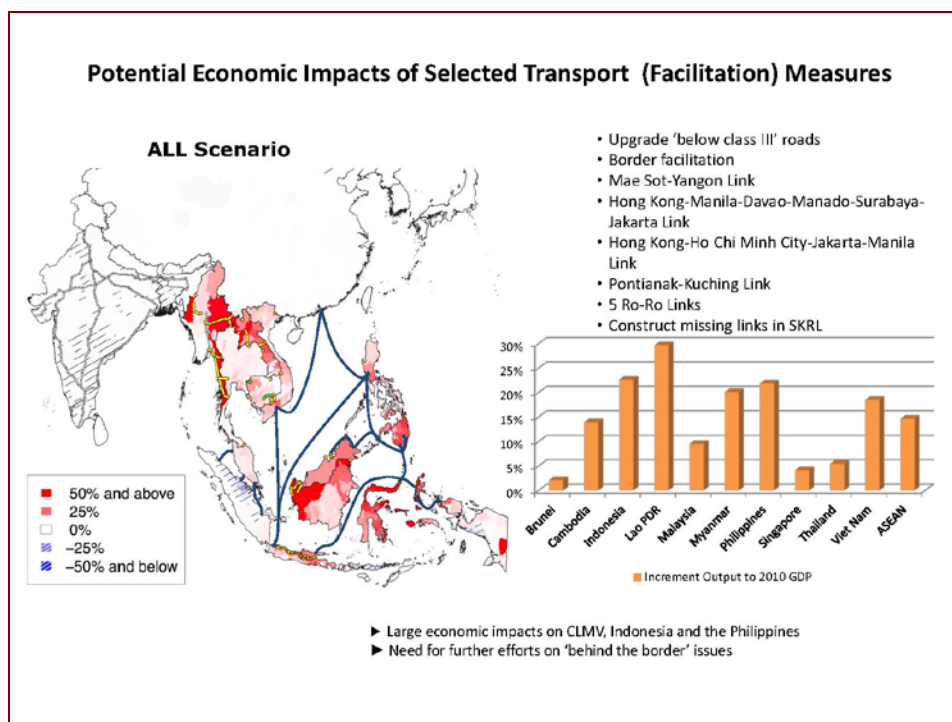 Potential Economic Impacts of Selected Transport (Facilitation) Measures
ALL Scenario
50% and above
25%
0%
−25%
−50% and below
• Upgrade ‘below class III’ roads
• Border facilitation
• Mae Sot-Yangon Link
• Hong Kong-Manila-Davao-Manado-Surabaya-
Jakarta Link
• Hong Kong-Ho Chi Minh City-Jakarta-Manila
Link
• Pontianak-Kuching Link
• 5 Ro-Ro Links
• Construct missing links in SKRL
30%
25%
20%
15%
10%
5%
0%
Brunei
Cambodia
Indonesia
Lao PDR
Malaysia
Myanmar
Philippines
Singapore
Thailand
Viet Nam
ASEAN
Increment Output to 2010 GDP
► Large economic impacts on CLMV, Indonesia and the Philippines
► Need for further efforts on ‘behind the border’ issues